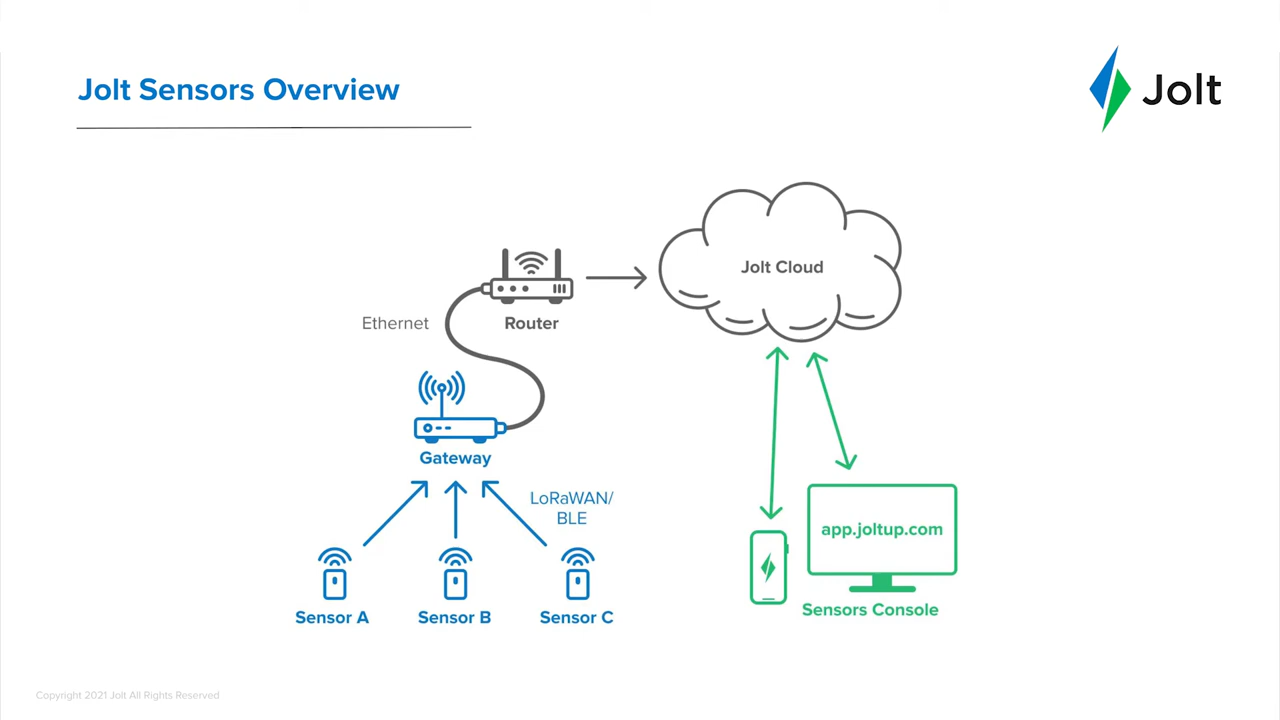 Jolt Sensors Overview
Jolt
Jolt Cloud
Ethernet
Router
Gateway
LoRaWAN/
BLE
app.joltup.com
Sensor A
Sensor B
Sensor C
Sensors Console
Copyright 2021 Jolt All Rights Reserved